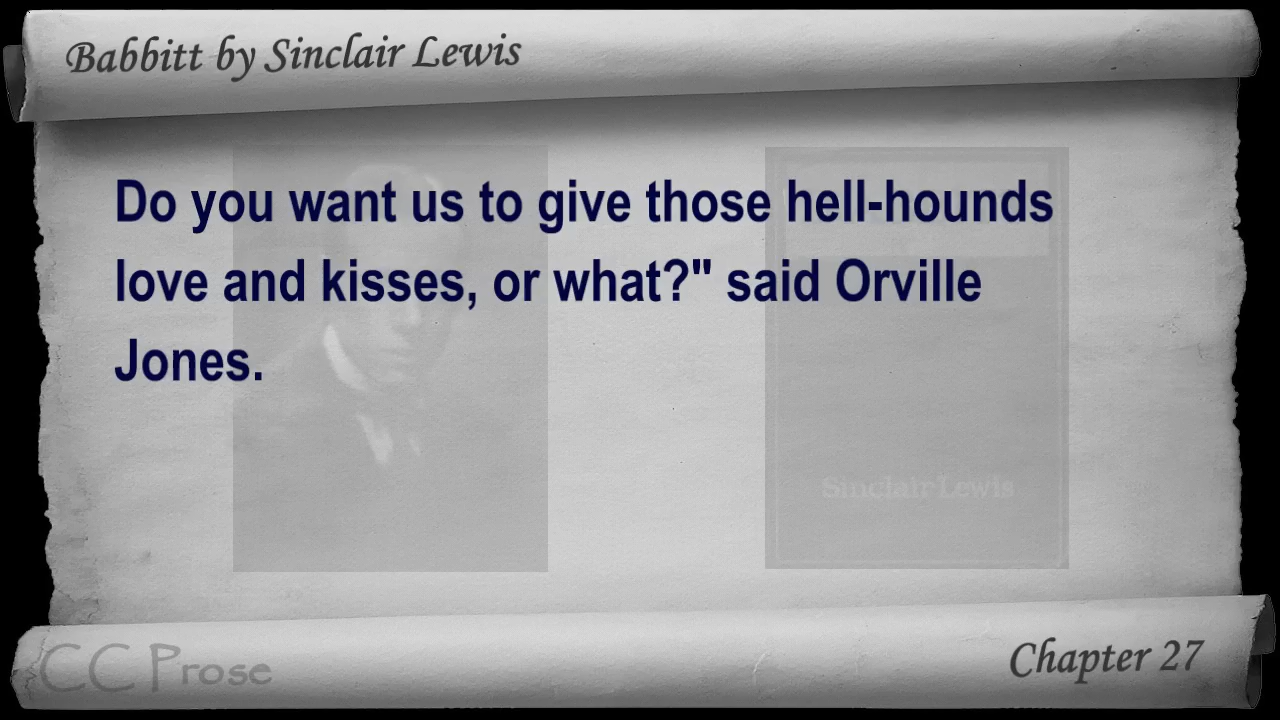 Babbitt by Sinclair Lewis
Do you want us to give those hell-hounds
love and kisses, or what?" said Orville
Jones.
Sinclair Lewis
CC Prose
Chapter 27